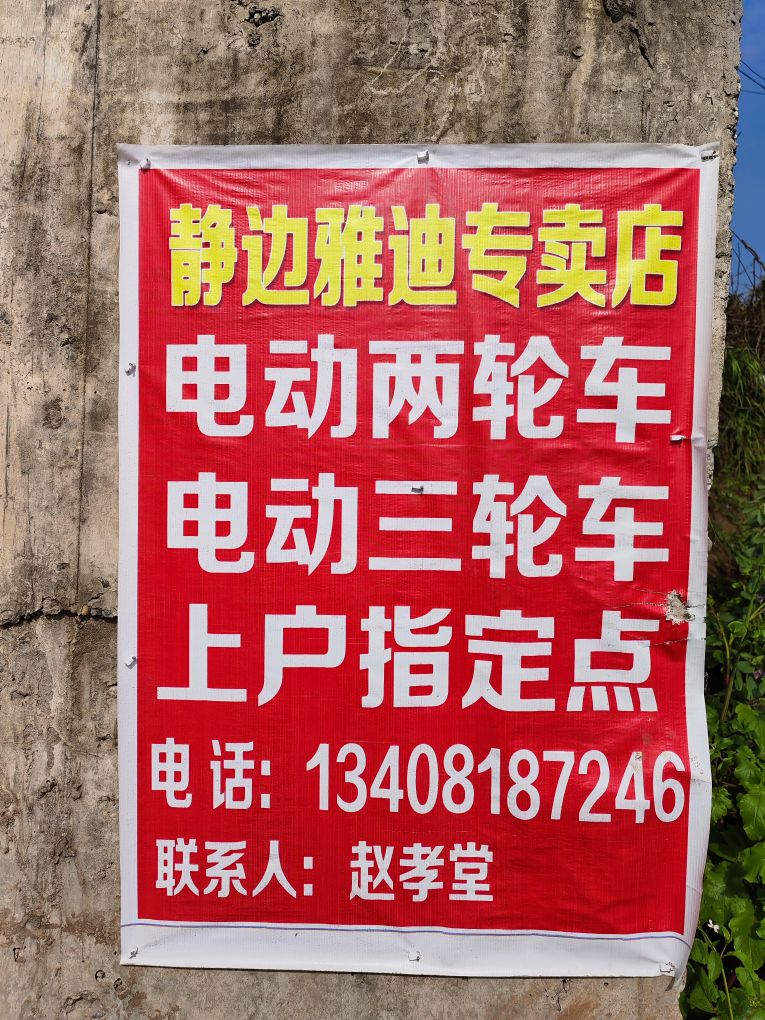 静边雅迪专卖店
电动两轮车
电动三轮车
上户指定点
电话：13408187246
联系人：赵孝堂